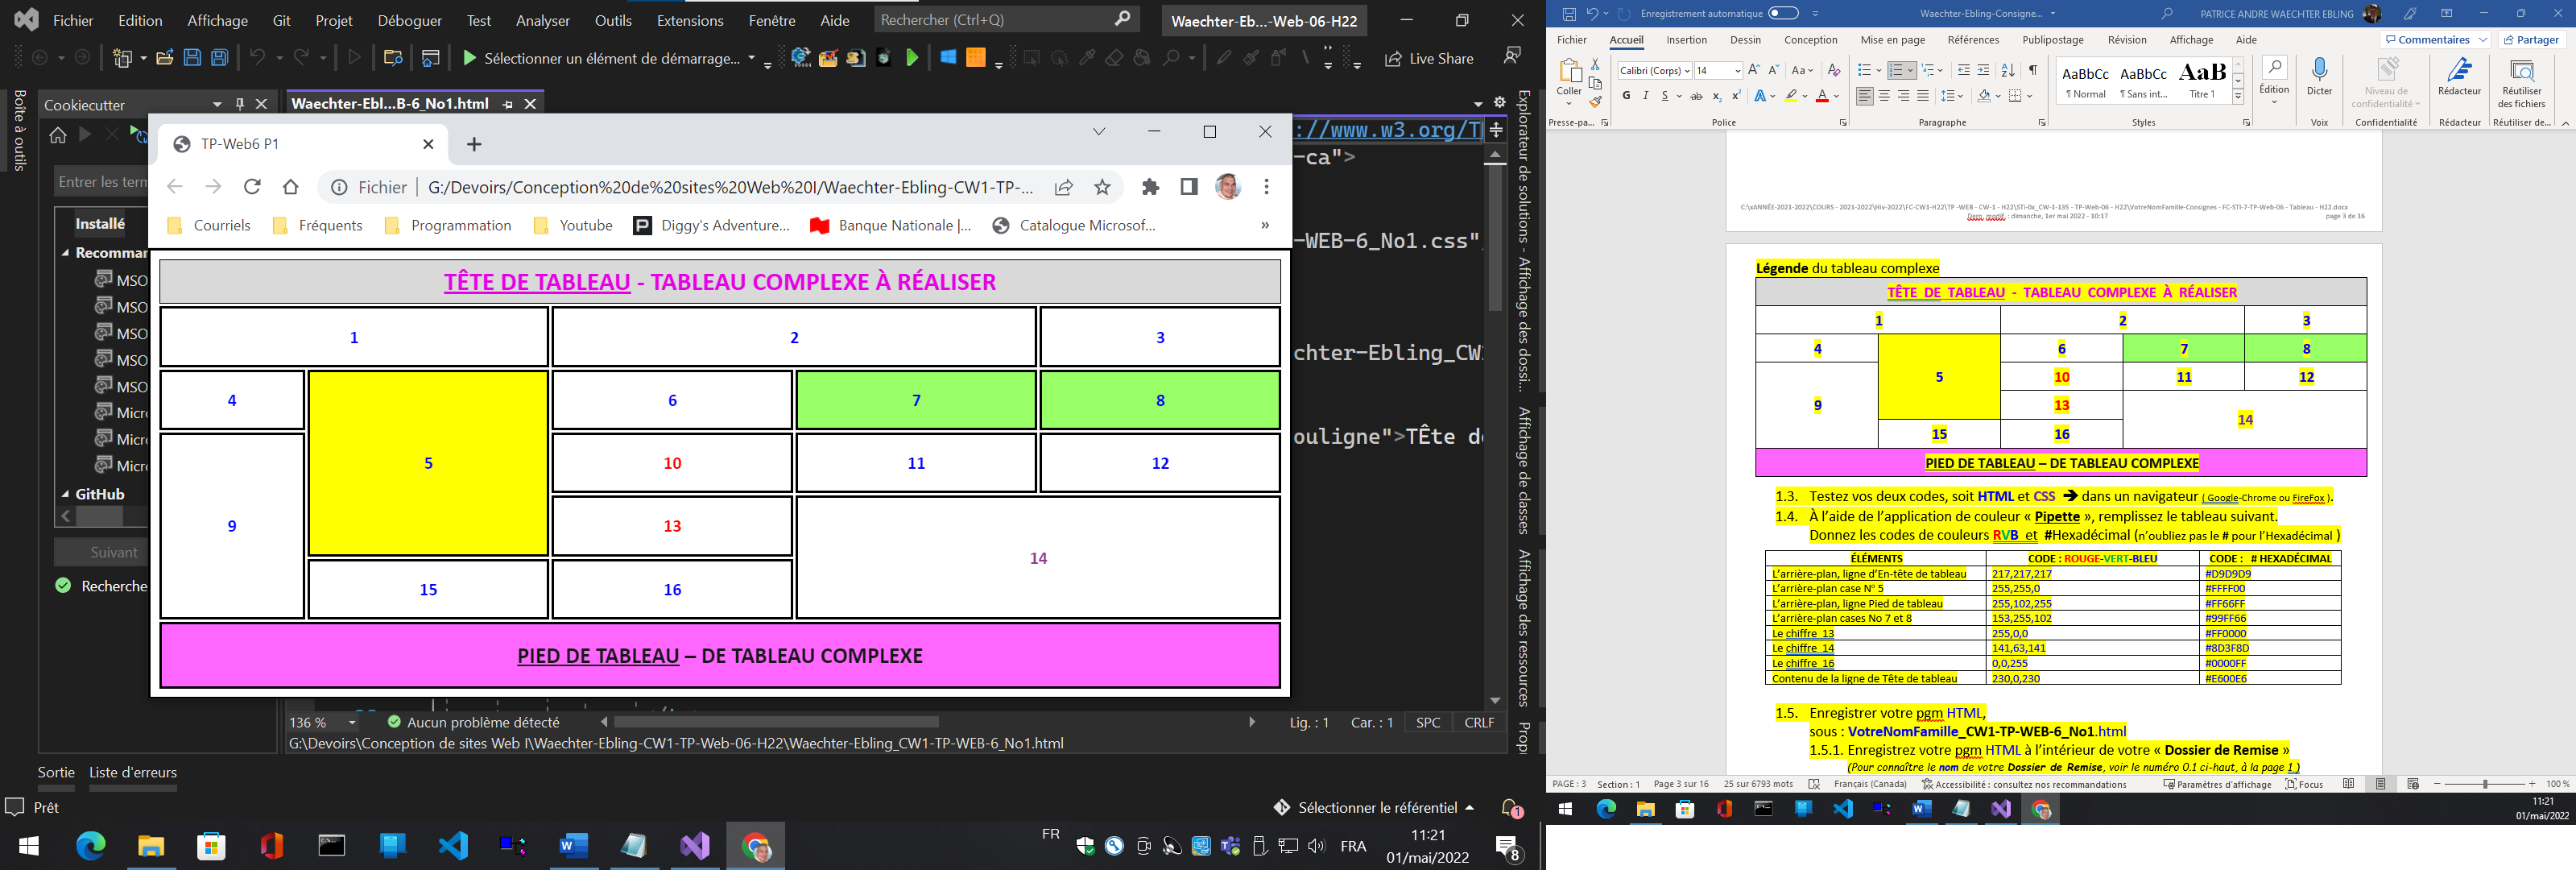 Fichier Edition Affichage Git Projet Déboguer Test Analyser Outils Extensions Fenêtre Aide Rechercher (Ctrl+Q) Waechter-Eb...-Web-06-H22
Sélectionner un élément de démarrage... Live Share
Boîte à outils
Cookiecutter
Waechter-Ebl...B-6_No1.html
Entrer les tern
Installé
Recomman
MSO
MSO
MSO
MSO
MSO
Micr
Micr
Micr
GitHub
Suivant
Recherche
TP-Web6 P1
Fichier G:/Devoirs/Conception%20de%20sites%20Web%20I/Waechter-Ebling-CW1-TP-...
Courriels Fréquents Programmation Youtube Diggy's Adventure... Banque Nationale |... Catalogue Microsof... »
TÊTE DE TABLEAU - TABLEAU COMPLEXE À RÉALISER
1 2 3
4 5 6 7 8
9 10 11 12
13 14
15 16
PIED DE TABLEAU – DE TABLEAU COMPLEXE
://www.w3.org/T
-ca">
-WEB-6_No1.css"
chter-Ebling_CW
ouligne">TÊte d
Explorateur de solutions - Affichage des dossi...
Affichage de classes
Affichage des ressources
Propr
136 % Aucun problème détecté Lig. : 1 Car. : 1 SPC CRLF
G:\Devoirs\Conception de sites Web I\Waechter-Ebling-CW1-TP-Web-06-H22\Waechter-Ebling_CW1-TP-WEB-6_No1.html
Sortie Liste d'erreurs
Prêt
Sélectionner le référentiel 1
FR FRA 11:21
01/mai/2022 8
Enregistrement automatique Waechter-Ebling-Consigne... PATRICE ANDRE WAECHTER EBLING
Fichier Accueil Insertion Dessin Conception Mise en page Références Publipostage Révision Affichage Aide Commentaires Partager
Calibri (Corps) 14
Coller
G I S ab x₂ x²
AaBbCc AaBbCc AaB
¶ Normal ¶ Sans int... Titre 1
Édition Dicter Niveau de confidentialité Rédacteur Réutiliser des fichiers
Presse-pa... Police Paragraphe Styles Voix Confidentialité Rédacteur Réutiliser de...
C:\xANNÉE-2021-2022\COURS - 2021-2022\Hiv-2022\FC-CW1-H22\TP -WEB - CW-1 - H22\STI-0x_CW-1-135 - TP-Web-06 - H22\VotreNomFamille-Consignes - FC-STI-7-TP-Web-06 - Tableau - H22.docx
Dern. modif. : dimanche, 1er mai 2022 - 10:17 page 3 de 16
Légende du tableau complexe
TÊTE DE TABLEAU - TABLEAU COMPLEXE À RÉALISER
1 2 3
4 5 6 7 8
9 10 11 12
13 14
15 16
PIED DE TABLEAU – DE TABLEAU COMPLEXE
1.3. Testez vos deux codes, soit HTML et CSS ➔ dans un navigateur ( Google-Chrome ou FireFox ).
1.4. À l'aide de l'application de couleur « Pipette », remplissez le tableau suivant.
Donnez les codes de couleurs RVB et #Hexadécimal (n'oubliez pas le # pour l'Hexadécimal )
ÉLÉMENTS CODE : ROUGE-VERT-BLEU CODE : # HEXADÉCIMAL
L'arrière-plan, ligne d'En-tête de tableau 217,217,217 #D9D9D9
L'arrière-plan case N° 5 255,255,0 #FFFF00
L'arrière-plan, ligne Pied de tableau 255,102,255 #FF66FF
L'arrière-plan cases No 7 et 8 153,255,102 #99FF66
Le chiffre 13 255,0,0 #FF0000
Le chiffre 14 141,63,141 #8D3F8D
Le chiffre 16 0,0,255 #0000FF
Contenu de la ligne de Tête de tableau 230,0,230 #E600E6
1.5. Enregistrer votre pgm HTML,
sous : VotreNomFamille_CW1-TP-WEB-6_No1.html
1.5.1. Enregistrez votre pgm HTML à l'intérieur de votre « Dossier de Remise »
(Pour connaître le nom de votre Dossier de Remise, voir le numéro 0.1 ci-haut, à la page 1 )
PAGE : 3 Section : 1 Page 3 sur 16 25 sur 6793 mots Français (Canada) Accessibilité : consultez nos recommandations Paramètres d'affichage Focus 100 %
11:21
01/mai/2022